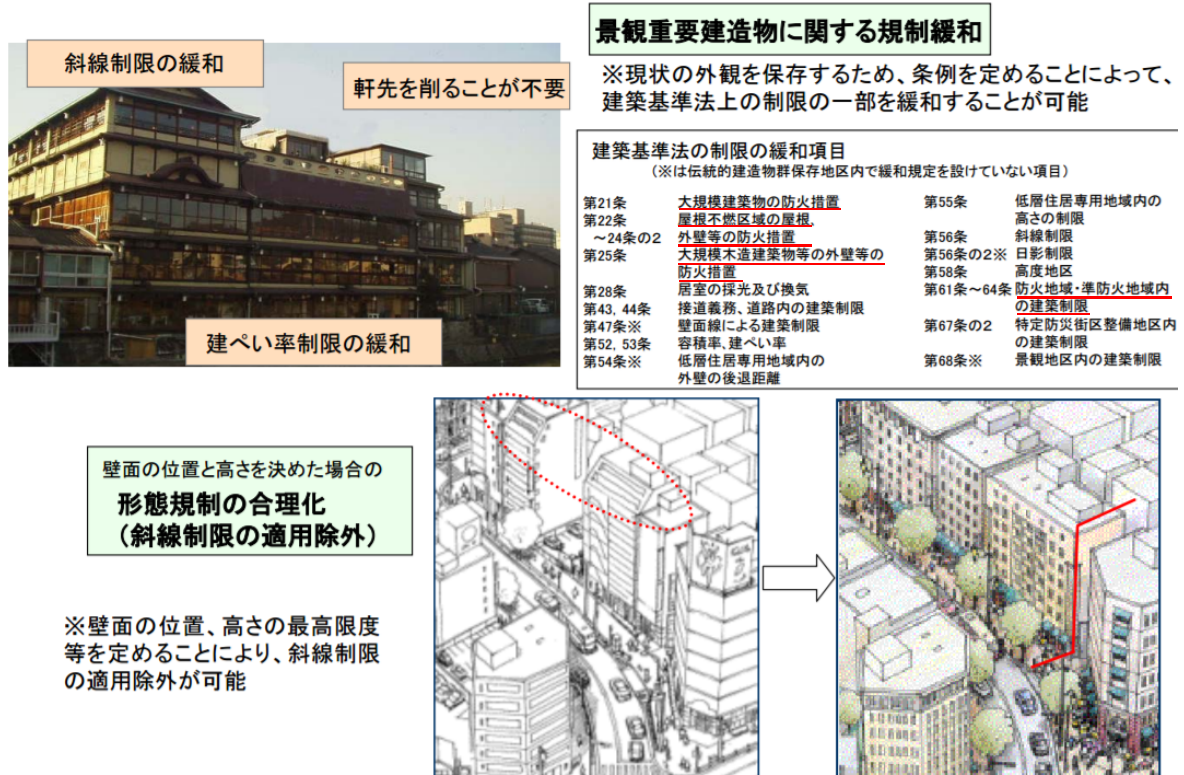 斜線制限の緩和
軒先を削ることが不要
建ぺい率制限の緩和
景観重要建造物に関する規制緩和
※現状の外観を保存するため、条例を定めることによって、
建築基準法上の制限の一部を緩和することが可能
建築基準法の制限の緩和項目
（※は伝統的建造物群保存地区内で緩和規定を設けていない項目）
第21条 大規模建築物の防火措置
第22条 屋根不燃区域の屋根、
～24条の2 外壁等の防火措置
第25条 大規模木造建築物等の外壁等の
防火措置
第28条 居室の採光及び換気
第43, 44条 接道義務、道路内の建築制限
第47条※ 壁面線による建築制限
第52, 53条 容積率、建ぺい率
第54条※ 低層住居専用地域内の
外壁の後退距離
第55条 低層住居専用地域内の
高さの制限
第56条 斜線制限
第56条の2※ 日影制限
第58条 高度地区
第61条～64条 防火地域・準防火地域内
の建築制限
第67条の2 特定防災街区整備地区内
の建築制限
第68条※ 景観地区内の建築制限
壁面の位置と高さを決めた場合の
形態規制の合理化
（斜線制限の適用除外）
※壁面の位置、高さの最高限度
等を定めることにより、斜線制限
の適用除外が可能